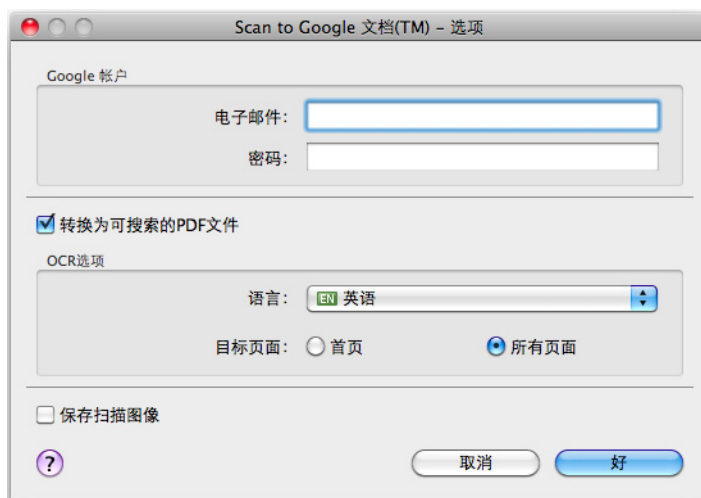 Scan to Google 文档(TM) – 选项
Google 帐户
电子邮件：
密码：
转换为可搜索的PDF文件
OCR选项
语言： EN 英语
目标页面： 首页 所有页面
保存扫描图像
? 取消 好